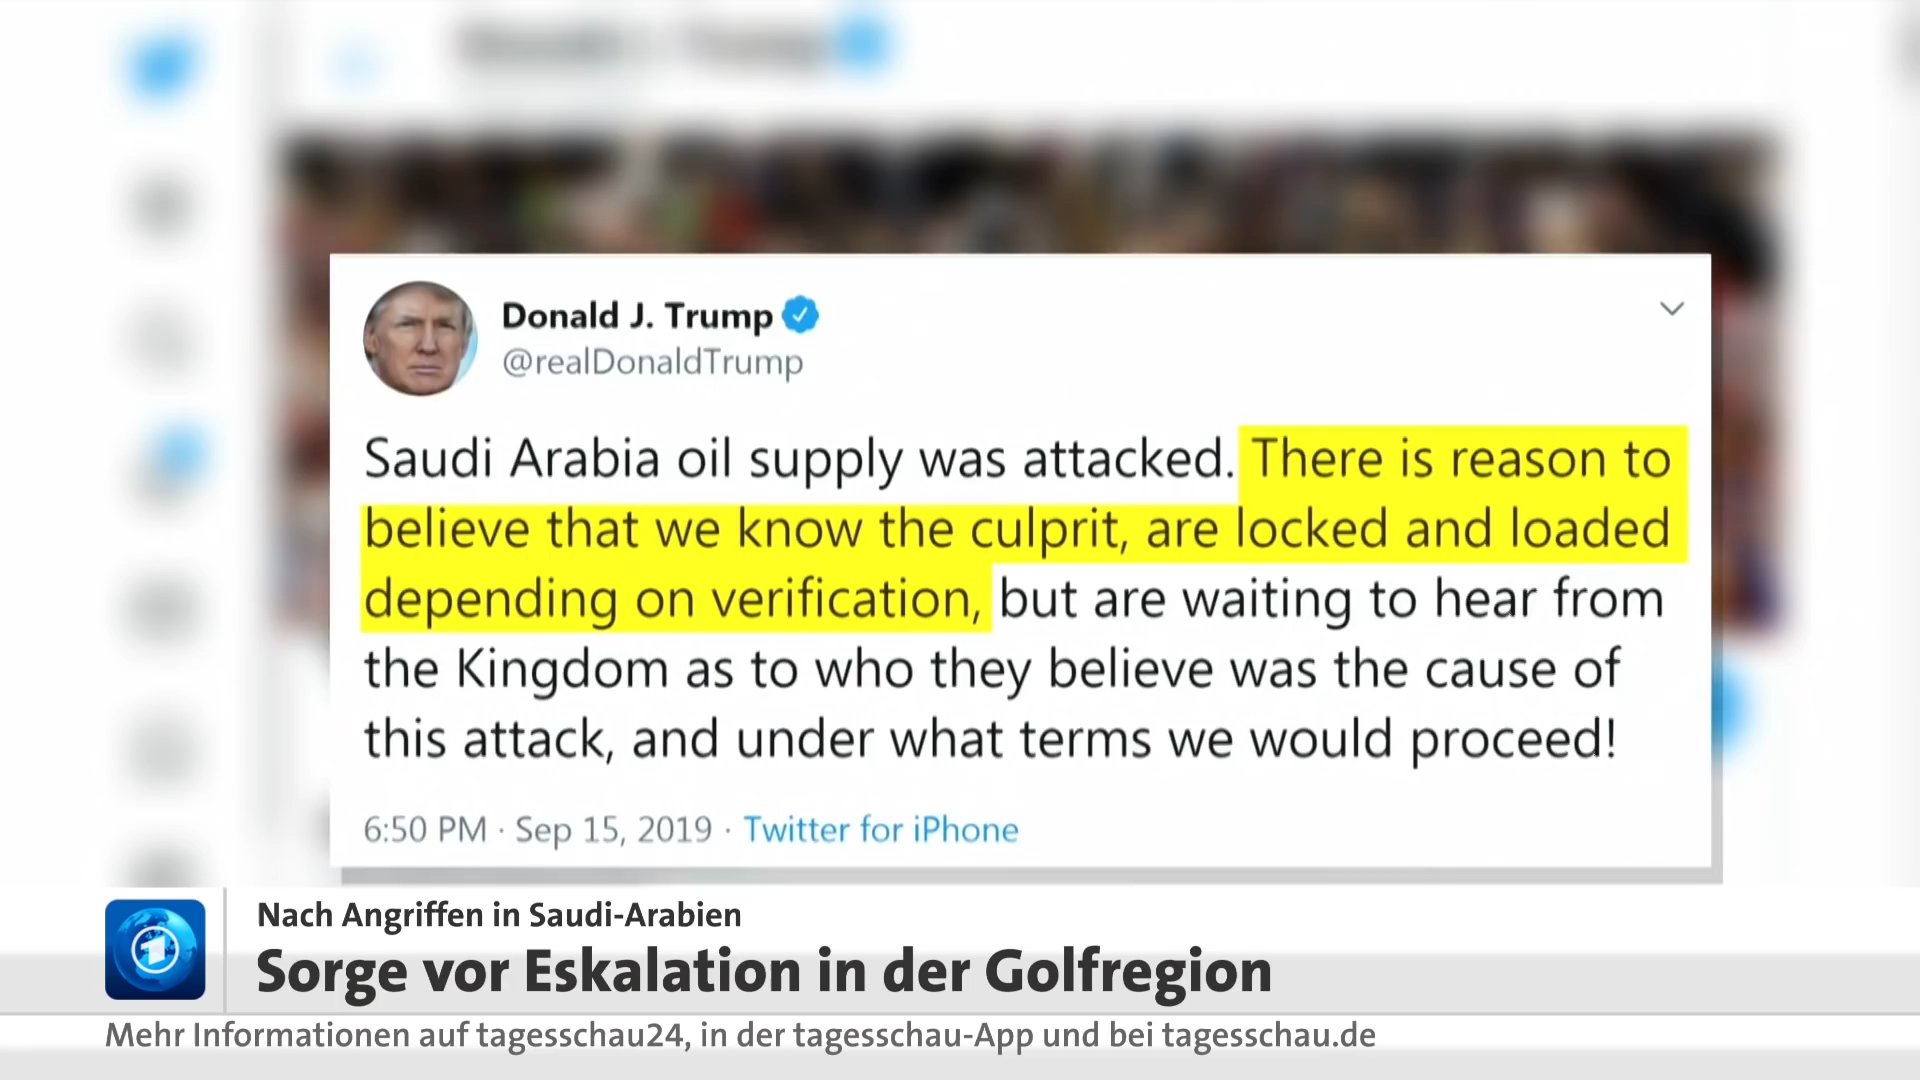 Donald J. Trump
@realDonaldTrump
Saudi Arabia oil supply was attacked. There is reason to
believe that we know the culprit, are locked and loaded
depending on verification, but are waiting to hear from
the Kingdom as to who they believe was the cause of
this attack, and under what terms we would proceed!
6:50 PM · Sep 15, 2019 · Twitter for iPhone
1
Nach Angriffen in Saudi-Arabien
Sorge vor Eskalation in der Golfregion
Mehr Informationen auf tagesschau24, in der tagesschau-App und bei tagesschau.de